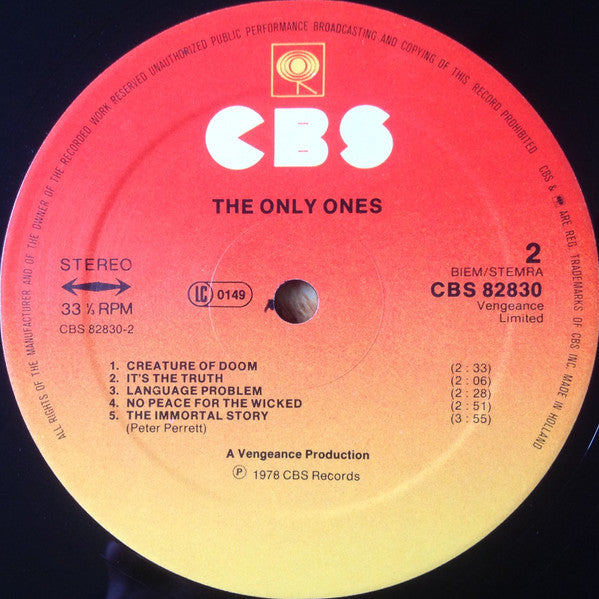 ALL RIGHTS OF THE MANUFACTURER AND OF THE OWNER OF THE RECORDED WORK RESERVED UNAUTHORIZED PUBLIC PERFORMANCE BROADCASTING AND COPYING OF THIS RECORD PROHIBITED
CBS & ARE REG. TRADEMARKS OF CBS INC. MADE IN HOLLAND
CBS
THE ONLY ONES
STEREO
33 ⅓ RPM
CBS 82830-2
LC 0149
2
BIEM/STEMRA
CBS 82830
Vengeance
Limited
1. CREATURE OF DOOM (2 : 33)
2. IT'S THE TRUTH (2 : 06)
3. LANGUAGE PROBLEM (2 : 28)
4. NO PEACE FOR THE WICKED (2 : 51)
5. THE IMMORTAL STORY (3 : 55)
(Peter Perrett)
A Vengeance Production
Ⓟ 1978 CBS Records